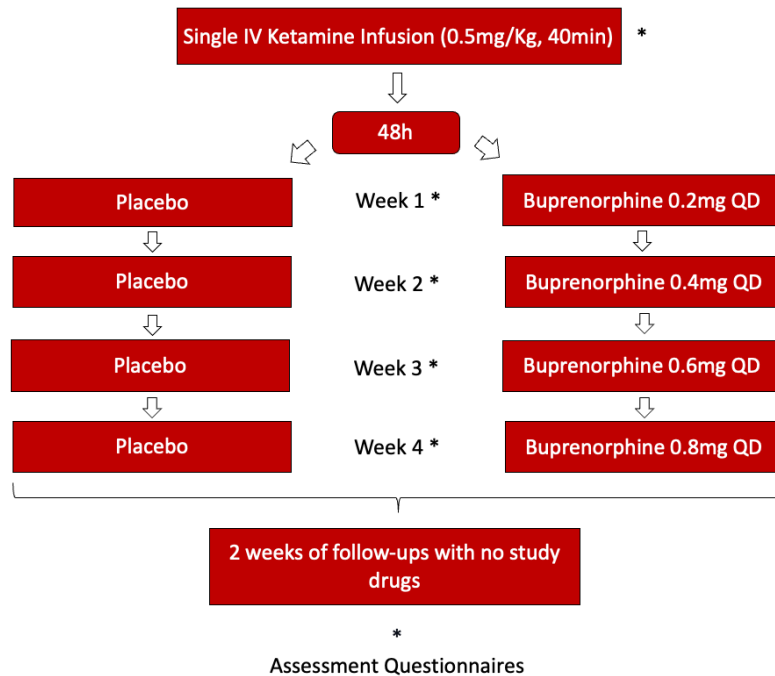 Single IV Ketamine Infusion (0.5mg/Kg, 40min) *
48h
Placebo Week 1 * Buprenorphine 0.2mg QD
Placebo Week 2 * Buprenorphine 0.4mg QD
Placebo Week 3 * Buprenorphine 0.6mg QD
Placebo Week 4 * Buprenorphine 0.8mg QD
2 weeks of follow-ups with no study
drugs
*
Assessment Questionnaires